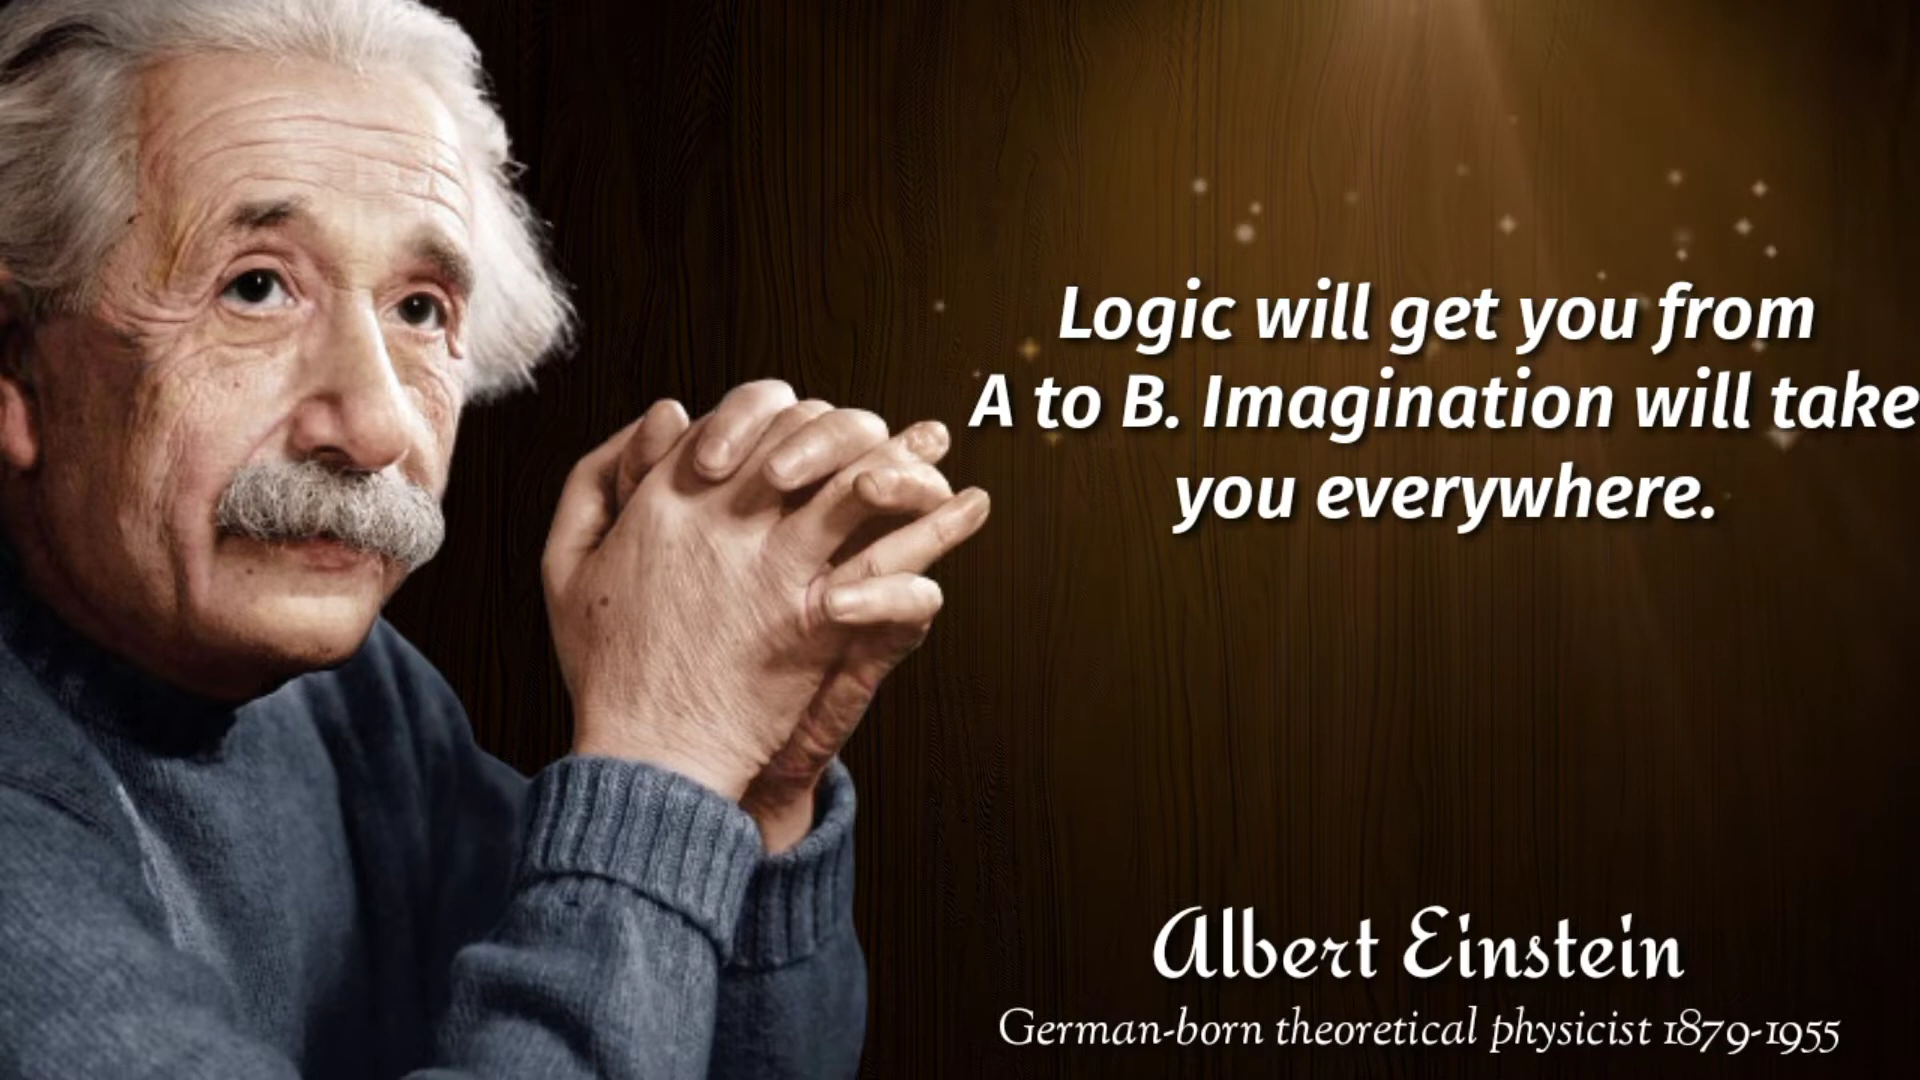 Logic will get you from
A to B. Imagination will take
you everywhere.
Albert Einstein
German-born theoretical physicist 1879-1955